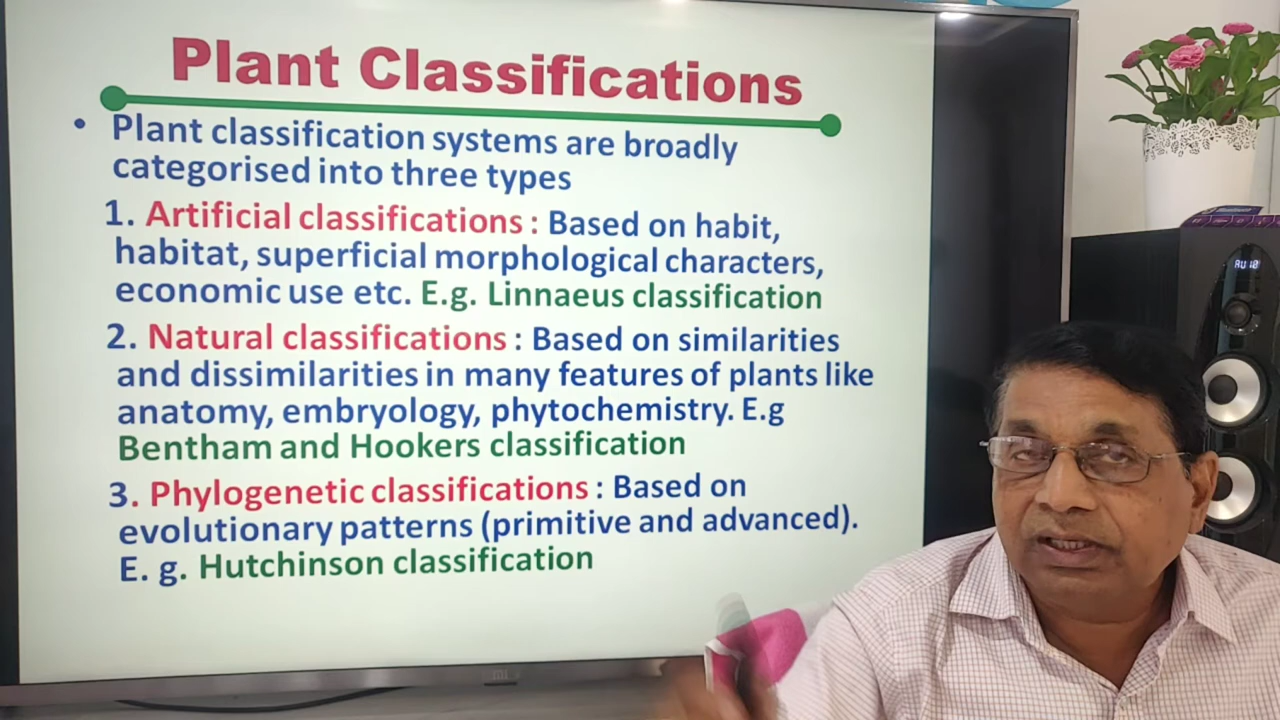 Plant Classifications
• Plant classification systems are broadly
categorised into three types
1. Artificial classifications : Based on habit,
habitat, superficial morphological characters,
economic use etc. E.g. Linnaeus classification
2. Natural classifications : Based on similarities
and dissimilarities in many features of plants like
anatomy, embryology, phytochemistry. E.g
Bentham and Hookers classification
3. Phylogenetic classifications : Based on
evolutionary patterns (primitive and advanced).
E. g. Hutchinson classification
mi